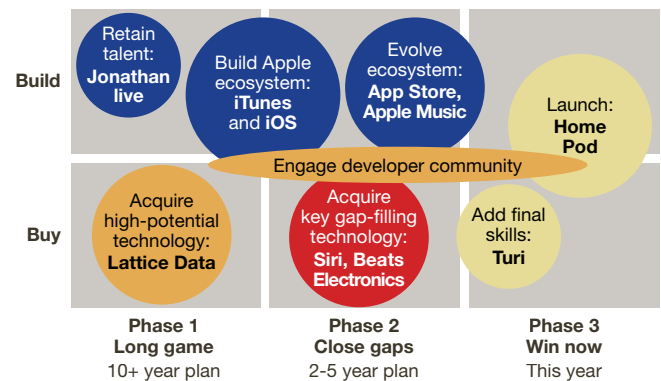 Build
Retain
talent:
Jonathan
live
Build Apple
ecosystem:
iTunes
and iOS
Evolve
ecosystem:
App Store,
Apple Music
Launch:
Home
Pod
Engage developer community
Buy
Acquire
high-potential
technology:
Lattice Data
Acquire
key gap-filling
technology:
Siri, Beats
Electronics
Add final
skills:
Turi
Phase 1
Long game
10+ year plan
Phase 2
Close gaps
2-5 year plan
Phase 3
Win now
This year